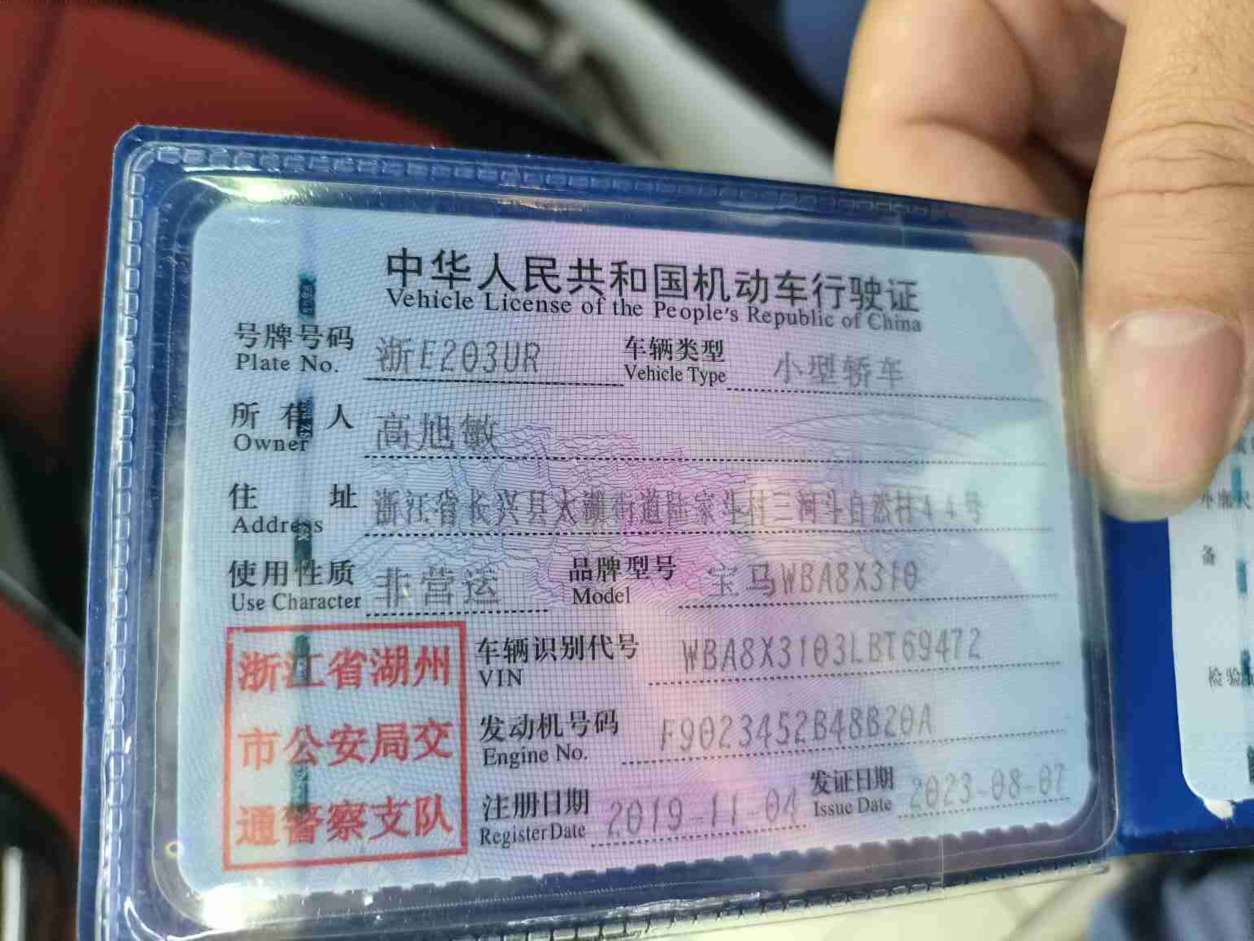 中华人民共和国机动车行驶证
Vehicle License of the People's Republic of China
号牌号码 浙E203UR 车辆类型 小型轿车
Plate No. Vehicle Type
所有人 高旭敏
Owner
住址 浙江省长兴县太湖街道陆家斗村三河斗自然村44号
Address
使用性质 非营运 品牌型号 宝马WBA8X310
Use Character Model
浙江省湖州
市公安局交
通警察支队
车辆识别代号 WBA8X3103LBT69472
VIN
发动机号码 F9023452B48B20A
Engine No.
注册日期 2019-11-04 发证日期 2023-08-07
Register Date Issue Date
备
检验